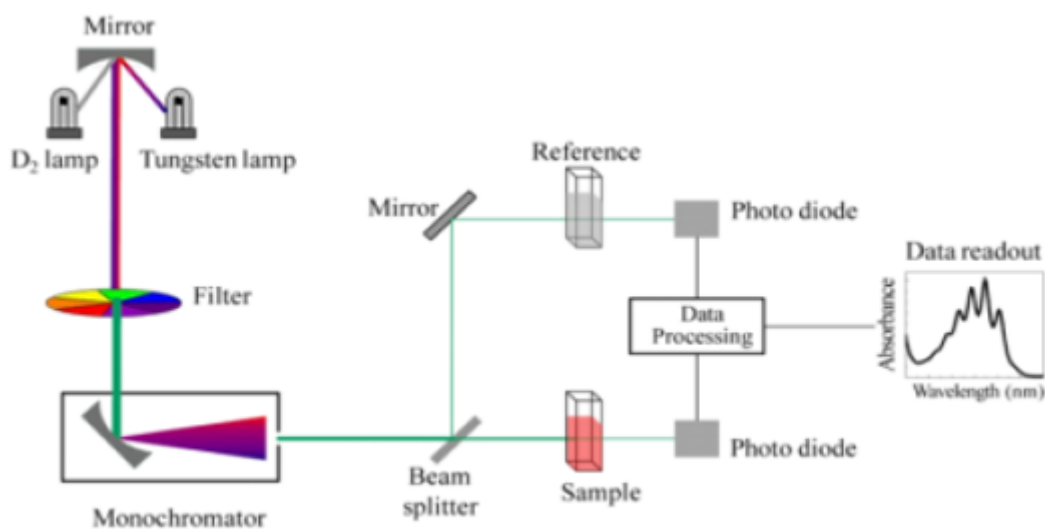 Mirror
D₂ lamp
Tungsten lamp
Filter
Monochromator
Mirror
Beam
splitter
Reference
Sample
Photo diode
Data
Processing
Photo diode
Data readout
Absorbance
Wavelength (nm)